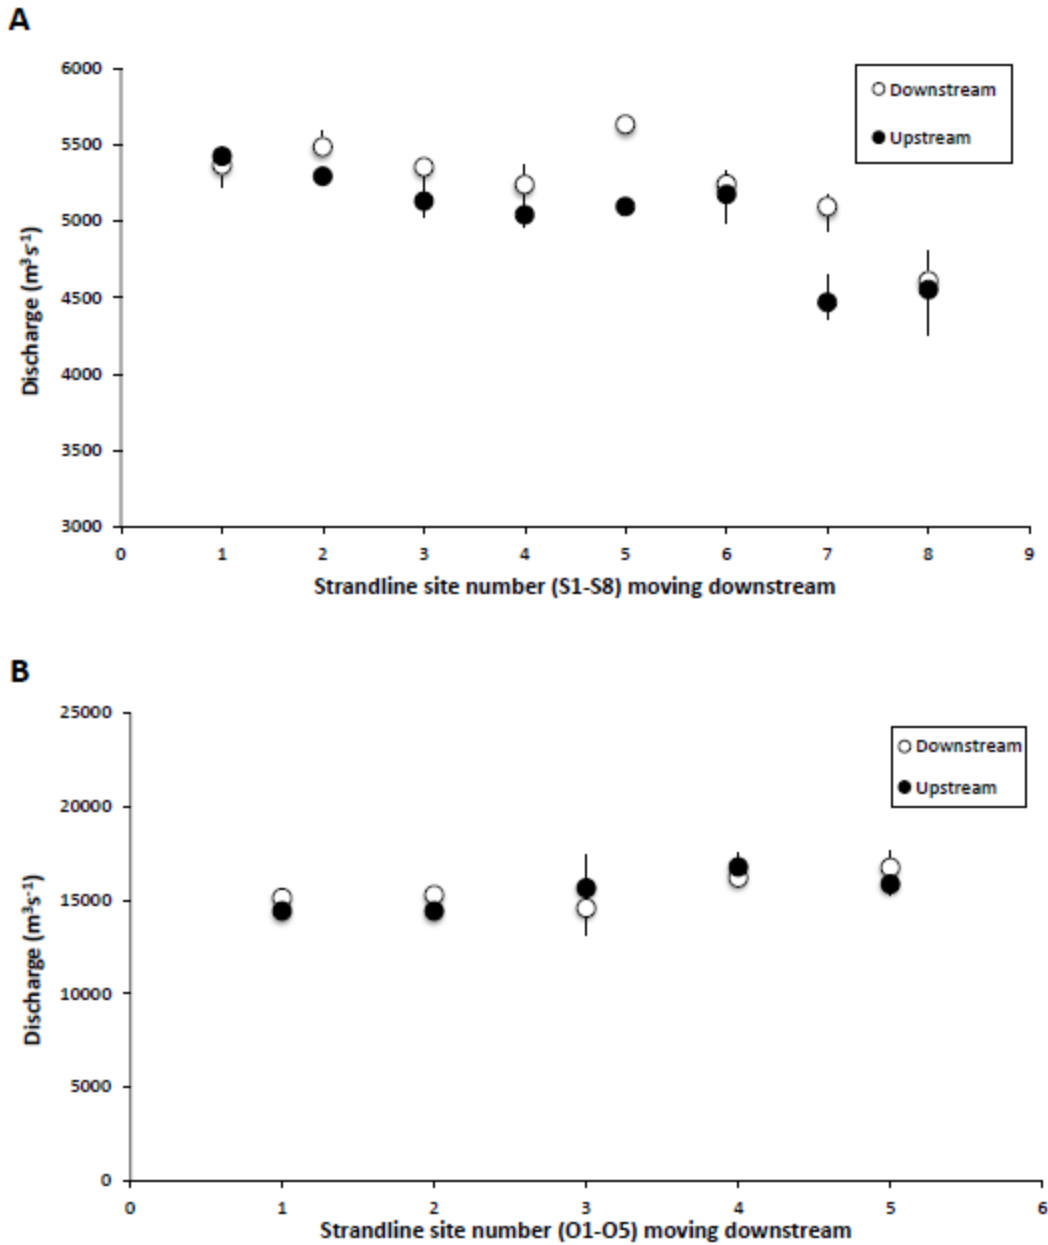 A
6000
5500
5000
4500
4000
3500
3000
Discharge (m³s⁻¹)
Downstream
Upstream
0 1 2 3 4 5 6 7 8 9
Strandline site number (S1-S8) moving downstream
B
25000
20000
15000
10000
5000
0
Discharge (m³s⁻¹)
Downstream
Upstream
0 1 2 3 4 5 6
Strandline site number (O1-O5) moving downstream